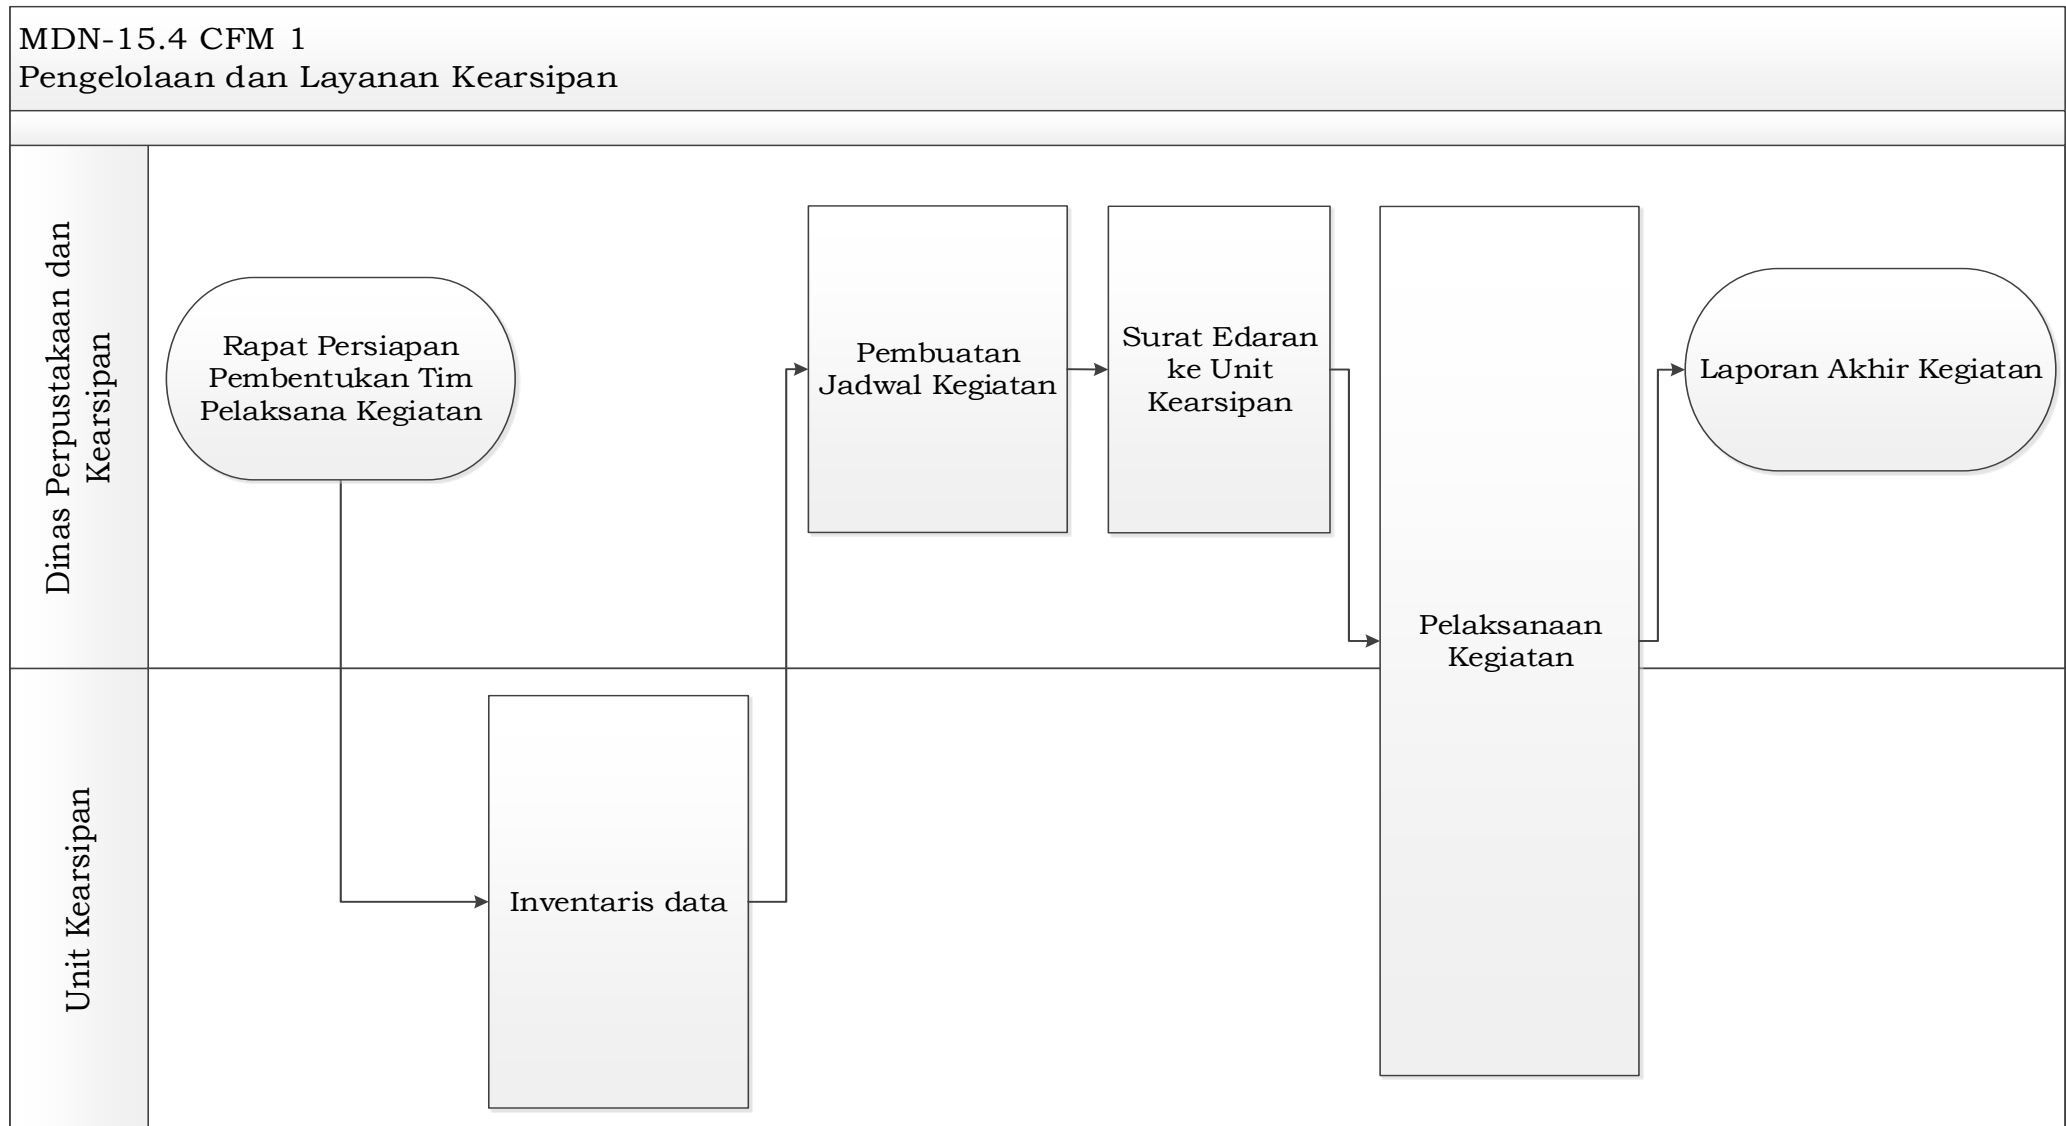 MDN-15.4 CFM 1
Pengelolaan dan Layanan Kearsipan
Dinas Perpustakaan dan
Kearsipan
Rapat Persiapan
Pembentukan Tim
Pelaksana Kegiatan
Pembuatan
Jadwal Kegiatan
Surat Edaran
ke Unit
Kearsipan
Pelaksanaan
Kegiatan
Laporan Akhir Kegiatan
Unit Kearsipan
Inventaris data